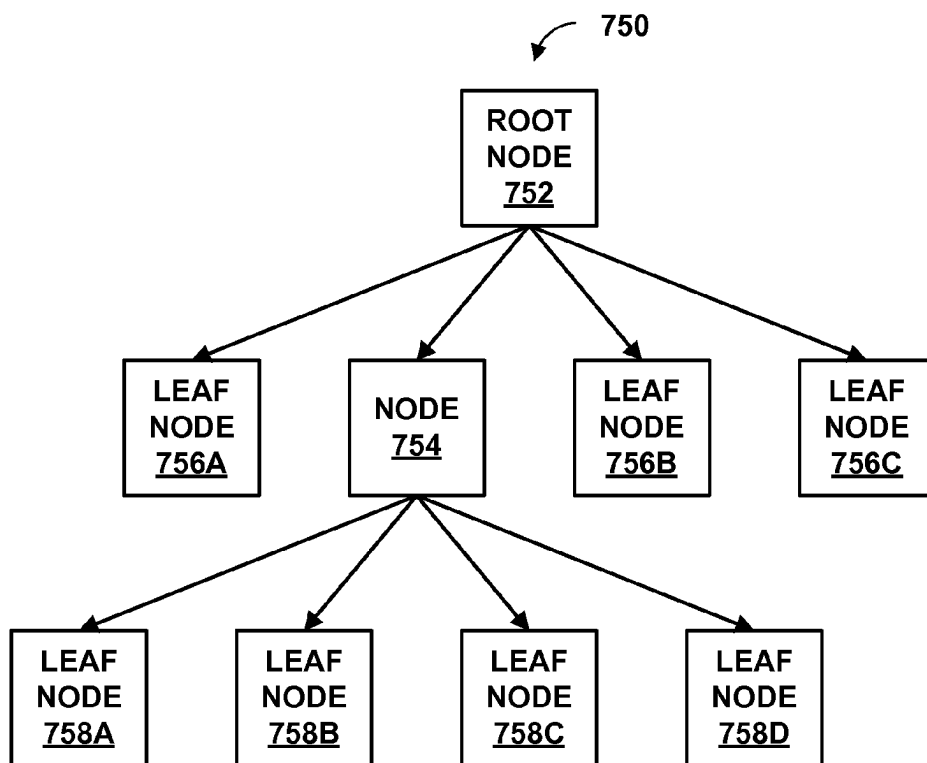 750
ROOT
NODE
752
LEAF
NODE
756A
NODE
754
LEAF
NODE
756B
LEAF
NODE
756C
LEAF
NODE
758A
LEAF
NODE
758B
LEAF
NODE
758C
LEAF
NODE
758D